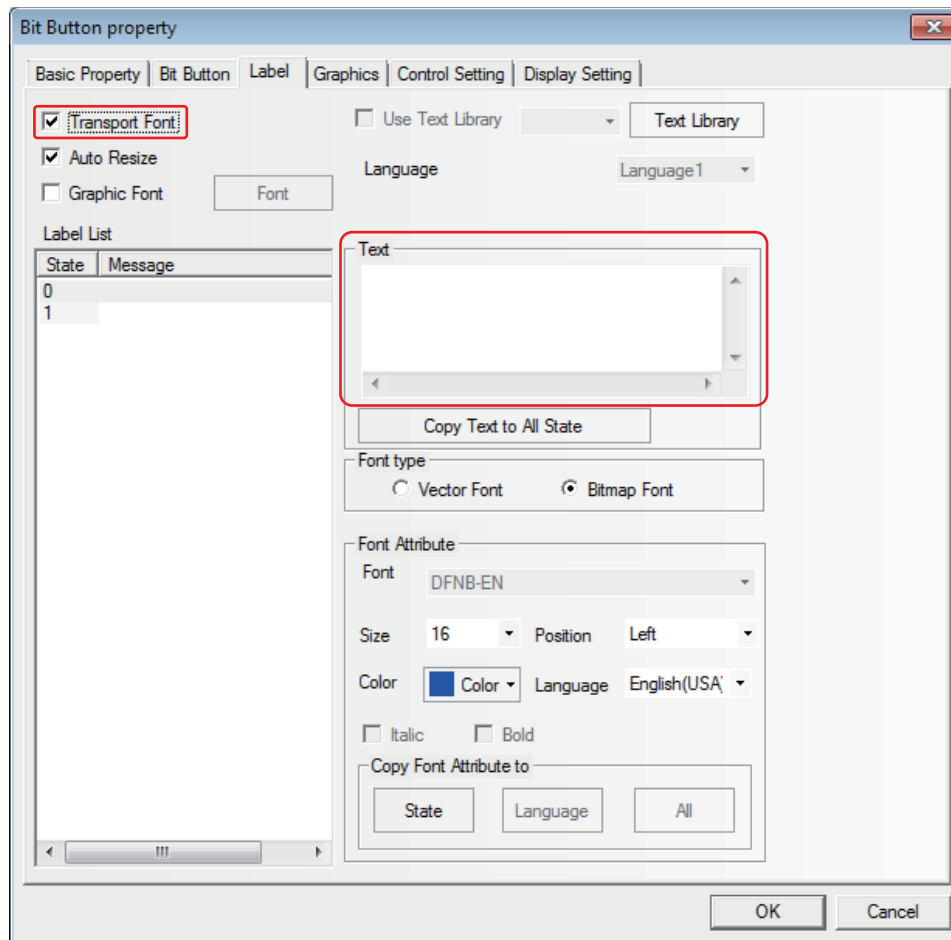 Bit Button property
Basic Property Bit Button Label Graphics Control Setting Display Setting
Transport Font
Auto Resize
Graphic Font Font
Label List
State Message
0
1
Use Text Library Text Library
Language Language1
Text
Copy Text to All State
Font type
Vector Font Bitmap Font
Font Attribute
Font DFNB-EN
Size 16 Position Left
Color Color Language English(USA)
Italic Bold
Copy Font Attribute to
State Language All
OK Cancel